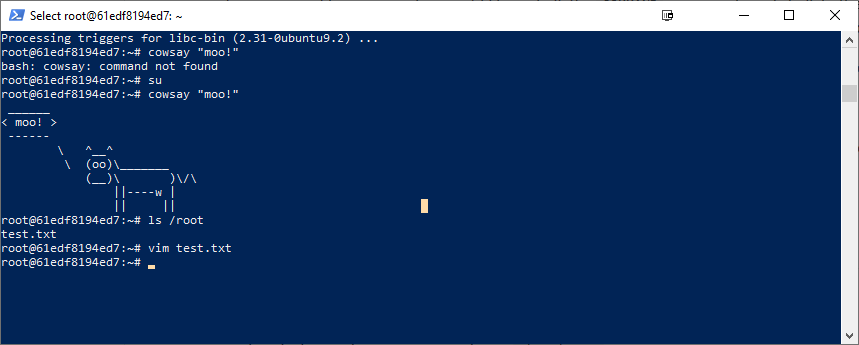 Select root@61edf8194ed7: ~
Processing triggers for libc-bin (2.31-0ubuntu9.2) ...
root@61edf8194ed7:~# cowsay "moo!"
bash: cowsay: command not found
root@61edf8194ed7:~# su
root@61edf8194ed7:~# cowsay "moo!"
 ______
< moo! >
 ------
        \   ^__^
         \  (oo)\_______
            (__)\       )\/\
                ||----w |
                ||     ||
root@61edf8194ed7:~# ls /root
test.txt
root@61edf8194ed7:~# vim test.txt
root@61edf8194ed7:~#